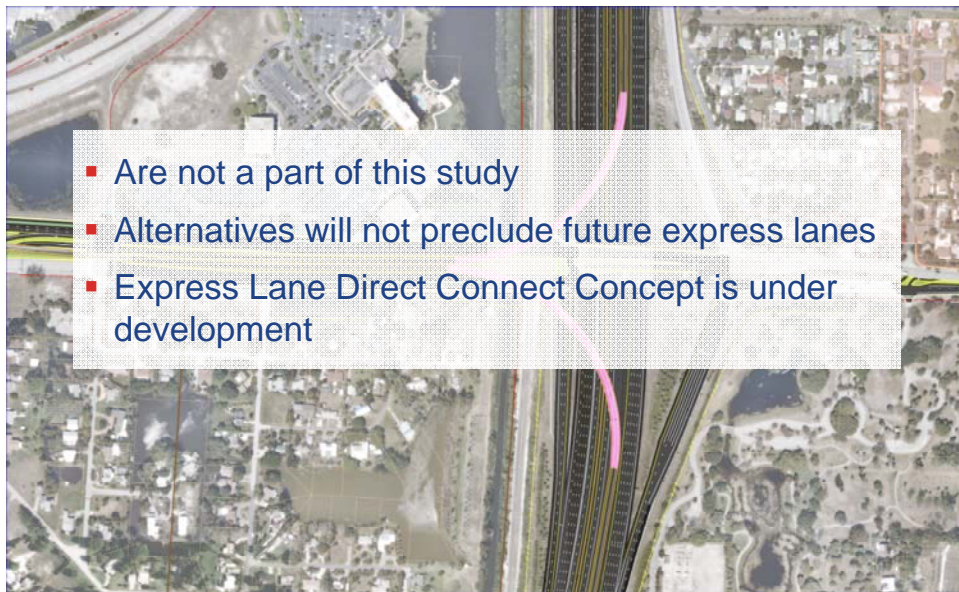 ▪ Are not a part of this study
▪ Alternatives will not preclude future express lanes
▪ Express Lane Direct Connect Concept is under
development